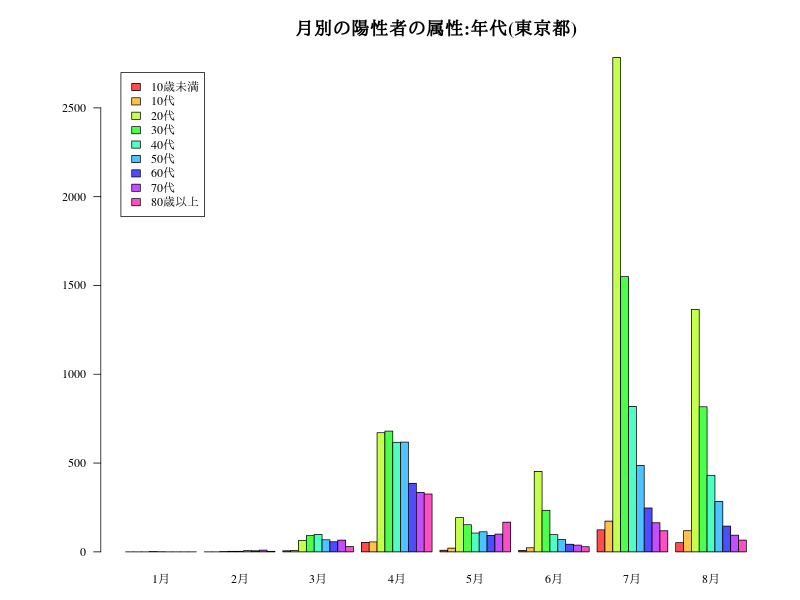 月別の陽性者の属性:年代(東京都)
10歳未満
10代
20代
30代
40代
50代
60代
70代
80歳以上
2500
2000
1500
1000
500
0
1月 2月 3月 4月 5月 6月 7月 8月